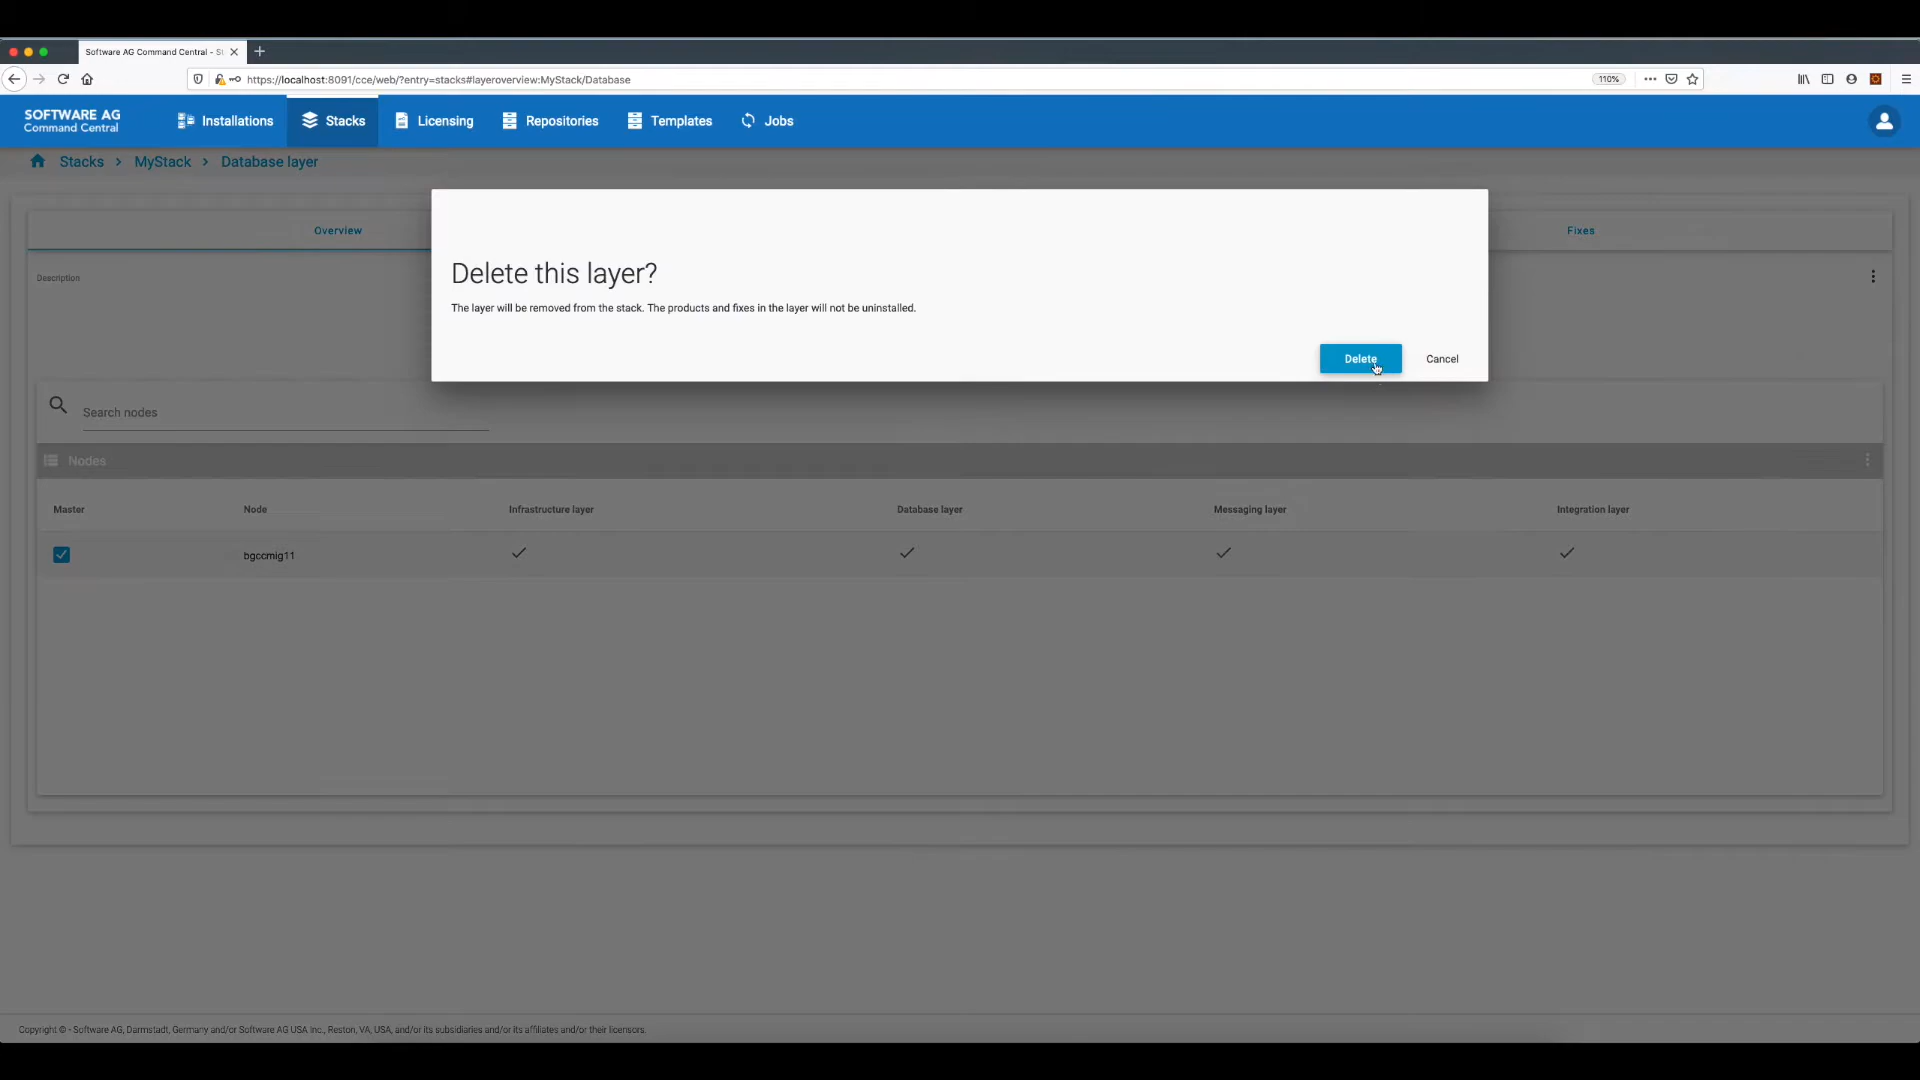 Software AG Command Central - St
https://localhost:8091/cce/web/?entry=stacks#layeroverview:MyStack/Database
110%
SOFTWARE AG
Command Central
Installations
Stacks
Licensing
Repositories
Templates
Jobs
Stacks > MyStack > Database layer
Overview
Fixes
Description
Delete this layer?
The layer will be removed from the stack. The products and fixes in the layer will not be uninstalled.
Delete
Cancel
Search nodes
Nodes
Master
Node
Infrastructure layer
Database layer
Messaging layer
Integration layer
bgccmig11
Copyright © - Software AG, Darmstadt, Germany and/or Software AG USA Inc., Reston, VA, USA, and/or its subsidiaries and/or its affiliates and/or their licensors.